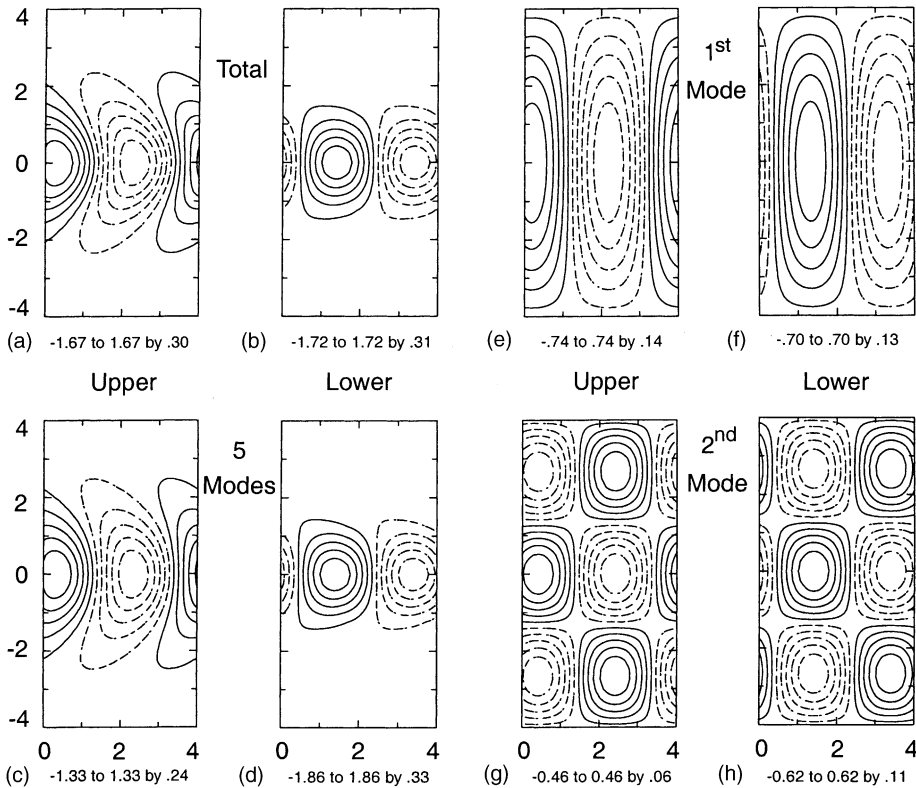 4
2
0
-2
-4
Total
1st
Mode
(a) -1.67 to 1.67 by .30
(b) -1.72 to 1.72 by .31
(e) -.74 to .74 by .14
(f) -.70 to .70 by .13
Upper
Lower
Upper
Lower
4
2
0
-2
-4
5
Modes
2nd
Mode
0 2 4
0 2 4
0 2 4
0 2 4
(c) -1.33 to 1.33 by .24
(d) -1.86 to 1.86 by .33
(g) -0.46 to 0.46 by .06
(h) -0.62 to 0.62 by .11